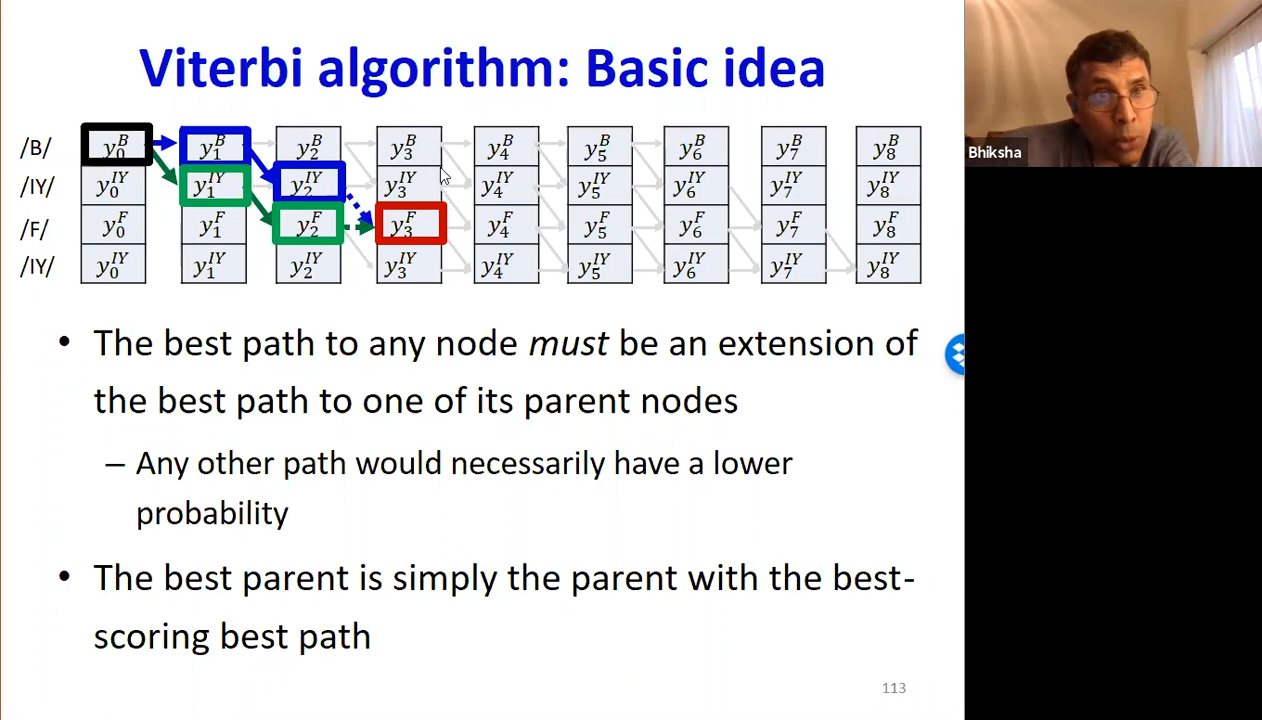 Viterbi algorithm: Basic idea
/B/ y₀ᴮ y₁ᴮ y₂ᴮ y₃ᴮ y₄ᴮ y₅ᴮ y₆ᴮ y₇ᴮ y₈ᴮ
/IY/ y₀ᴵʸ y₁ᴵʸ y₂ᴵʸ y₃ᴵʸ y₄ᴵʸ y₅ᴵʸ y₆ᴵʸ y₇ᴵʸ y₈ᴵʸ
/F/ y₀ᶠ y₁ᶠ y₂ᶠ y₃ᶠ y₄ᶠ y₅ᶠ y₆ᶠ y₇ᶠ y₈ᶠ
/IY/ y₀ᴵʸ y₁ᴵʸ y₂ᴵʸ y₃ᴵʸ y₄ᴵʸ y₅ᴵʸ y₆ᴵʸ y₇ᴵʸ y₈ᴵʸ
• The best path to any node must be an extension of
the best path to one of its parent nodes
– Any other path would necessarily have a lower
probability
• The best parent is simply the parent with the best-
scoring best path
113
Bhiksha